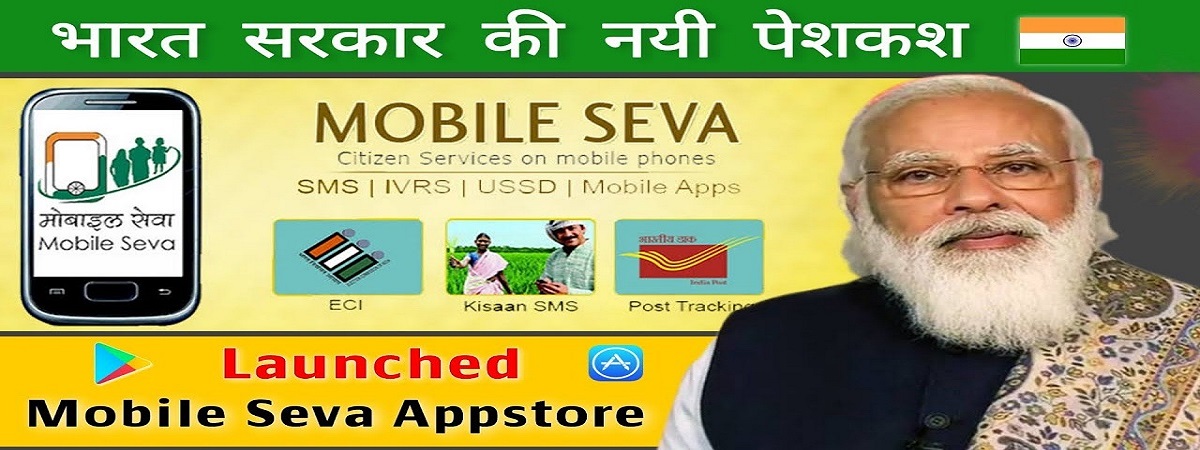 भारत सरकार की नयी पेशकश
मोबाइल सेवा
Mobile Seva
MOBILE SEVA
Citizen Services on mobile phones
SMS | IVRS | USSD | Mobile Apps
ECI
Kisaan SMS
भारतीय डाक
India Post
Post Tracking
Launched
Mobile Seva Appstore